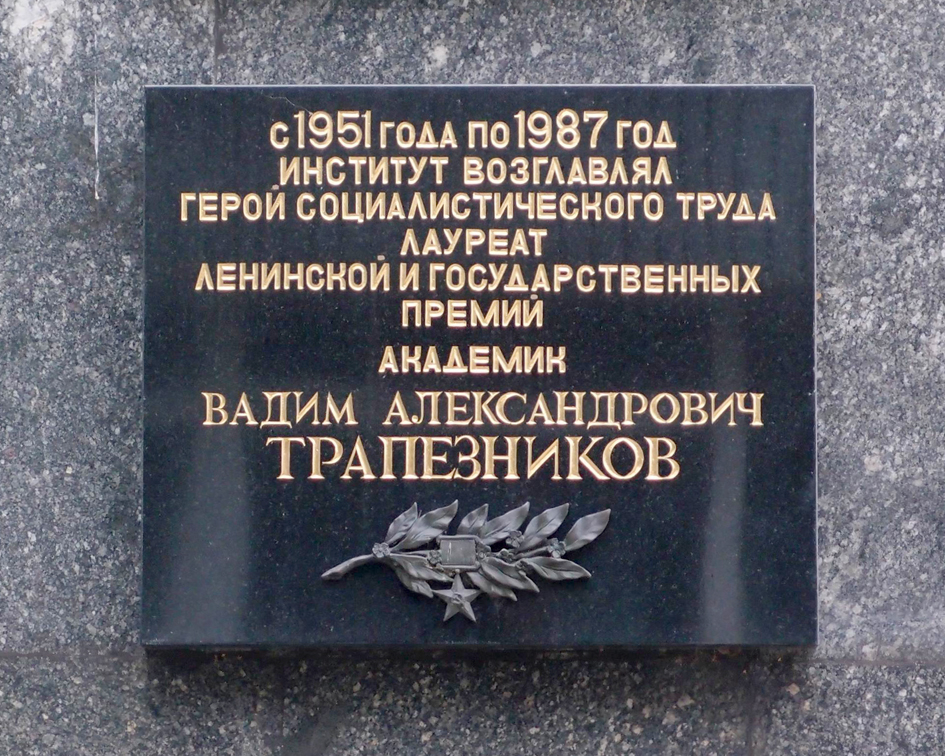 С 1951 ГОДА ПО 1987 ГОД
ИНСТИТУТ ВОЗГЛАВЛЯЛ
ГЕРОЙ СОЦИАЛИСТИЧЕСКОГО ТРУДА
ЛАУРЕАТ
ЛЕНИНСКОЙ И ГОСУДАРСТВЕННЫХ
ПРЕМИЙ
АКАДЕМИК
ВАДИМ АЛЕКСАНДРОВИЧ
ТРАПЕЗНИКОВ